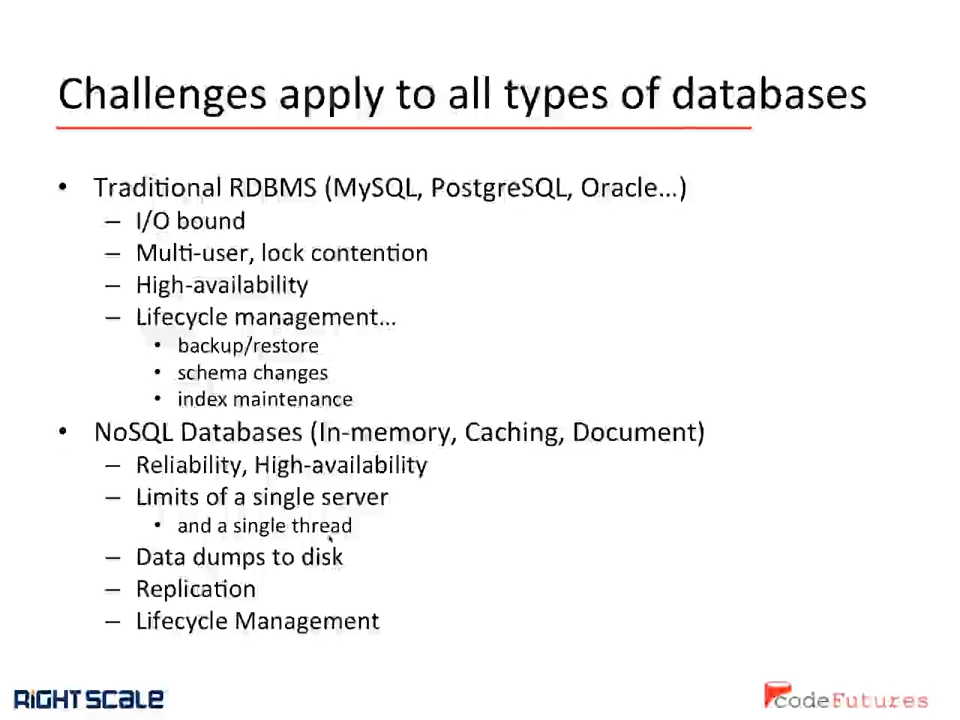 Challenges apply to all types of databases
• Traditional RDBMS (MySQL, PostgreSQL, Oracle...)
– I/O bound
– Multi-user, lock contention
– High-availability
– Lifecycle management...
• backup/restore
• schema changes
• index maintenance
• NoSQL Databases (In-memory, Caching, Document)
– Reliability, High-availability
– Limits of a single server
• and a single thread
– Data dumps to disk
– Replication
– Lifecycle Management
RIGHTSCALE
codeFutures